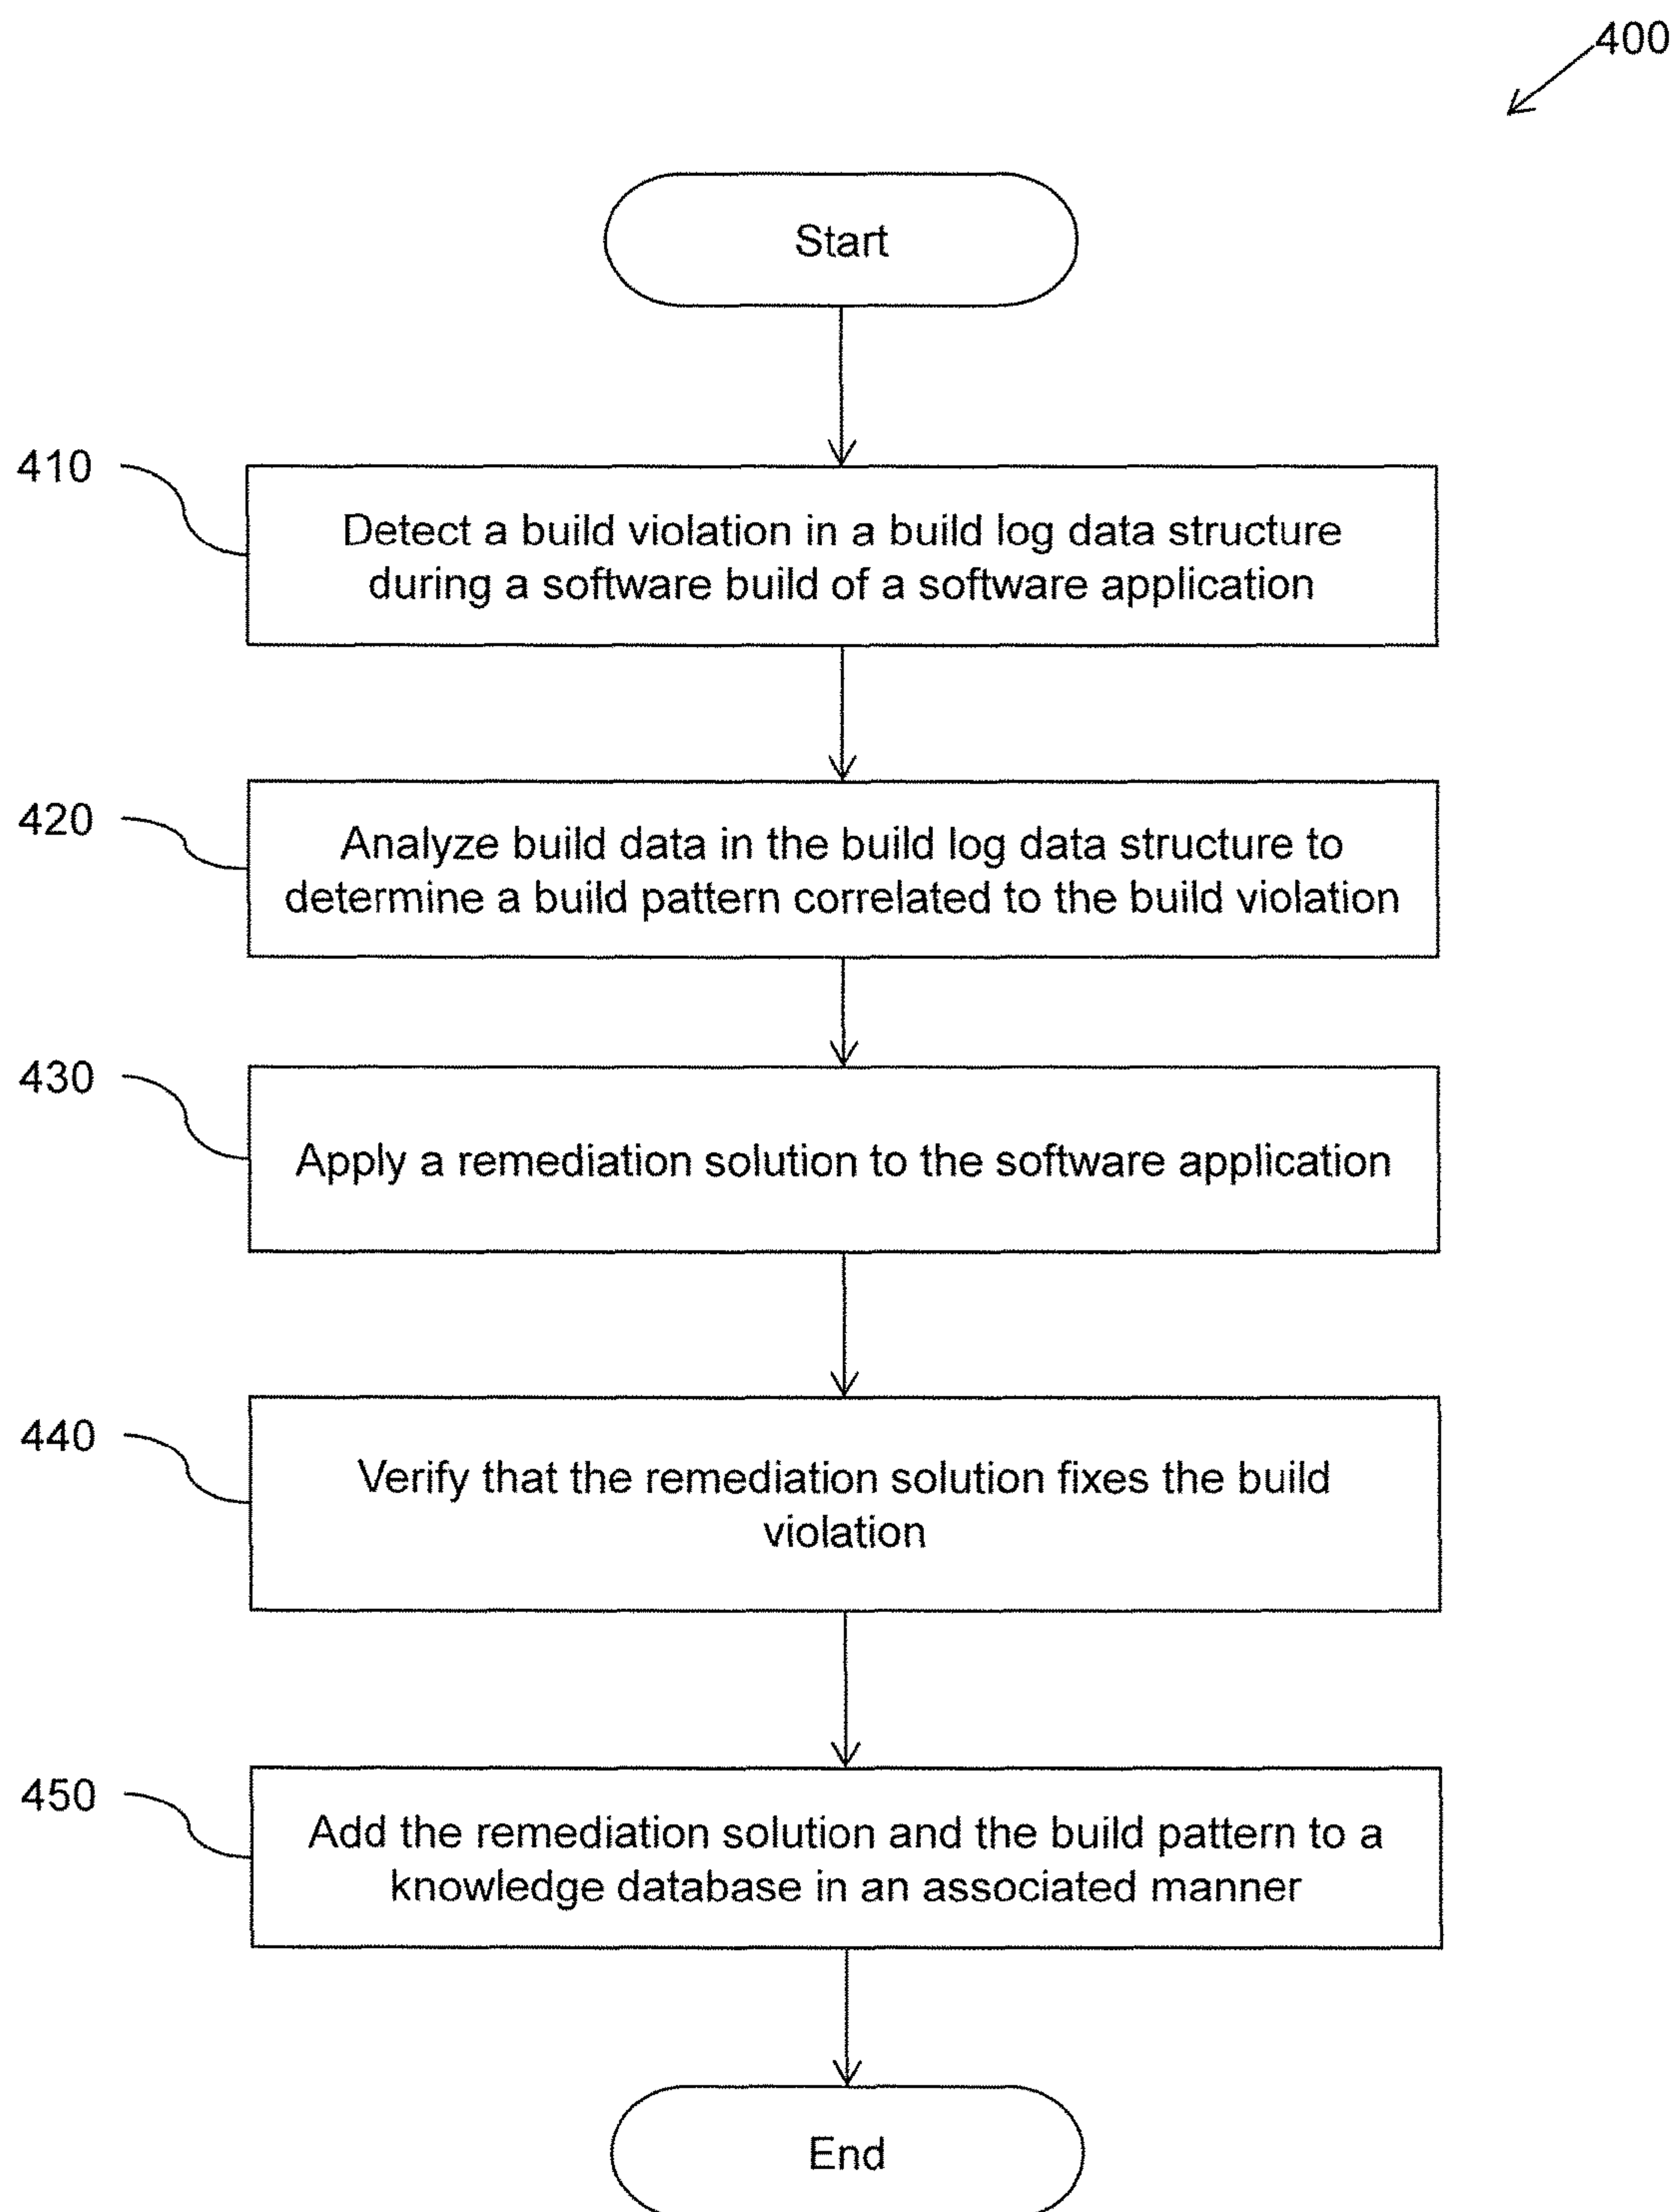 400
Start
410
Detect a build violation in a build log data structure
during a software build of a software application
420
Analyze build data in the build log data structure to
determine a build pattern correlated to the build violation
430
Apply a remediation solution to the software application
440
Verify that the remediation solution fixes the build
violation
450
Add the remediation solution and the build pattern to a
knowledge database in an associated manner
End